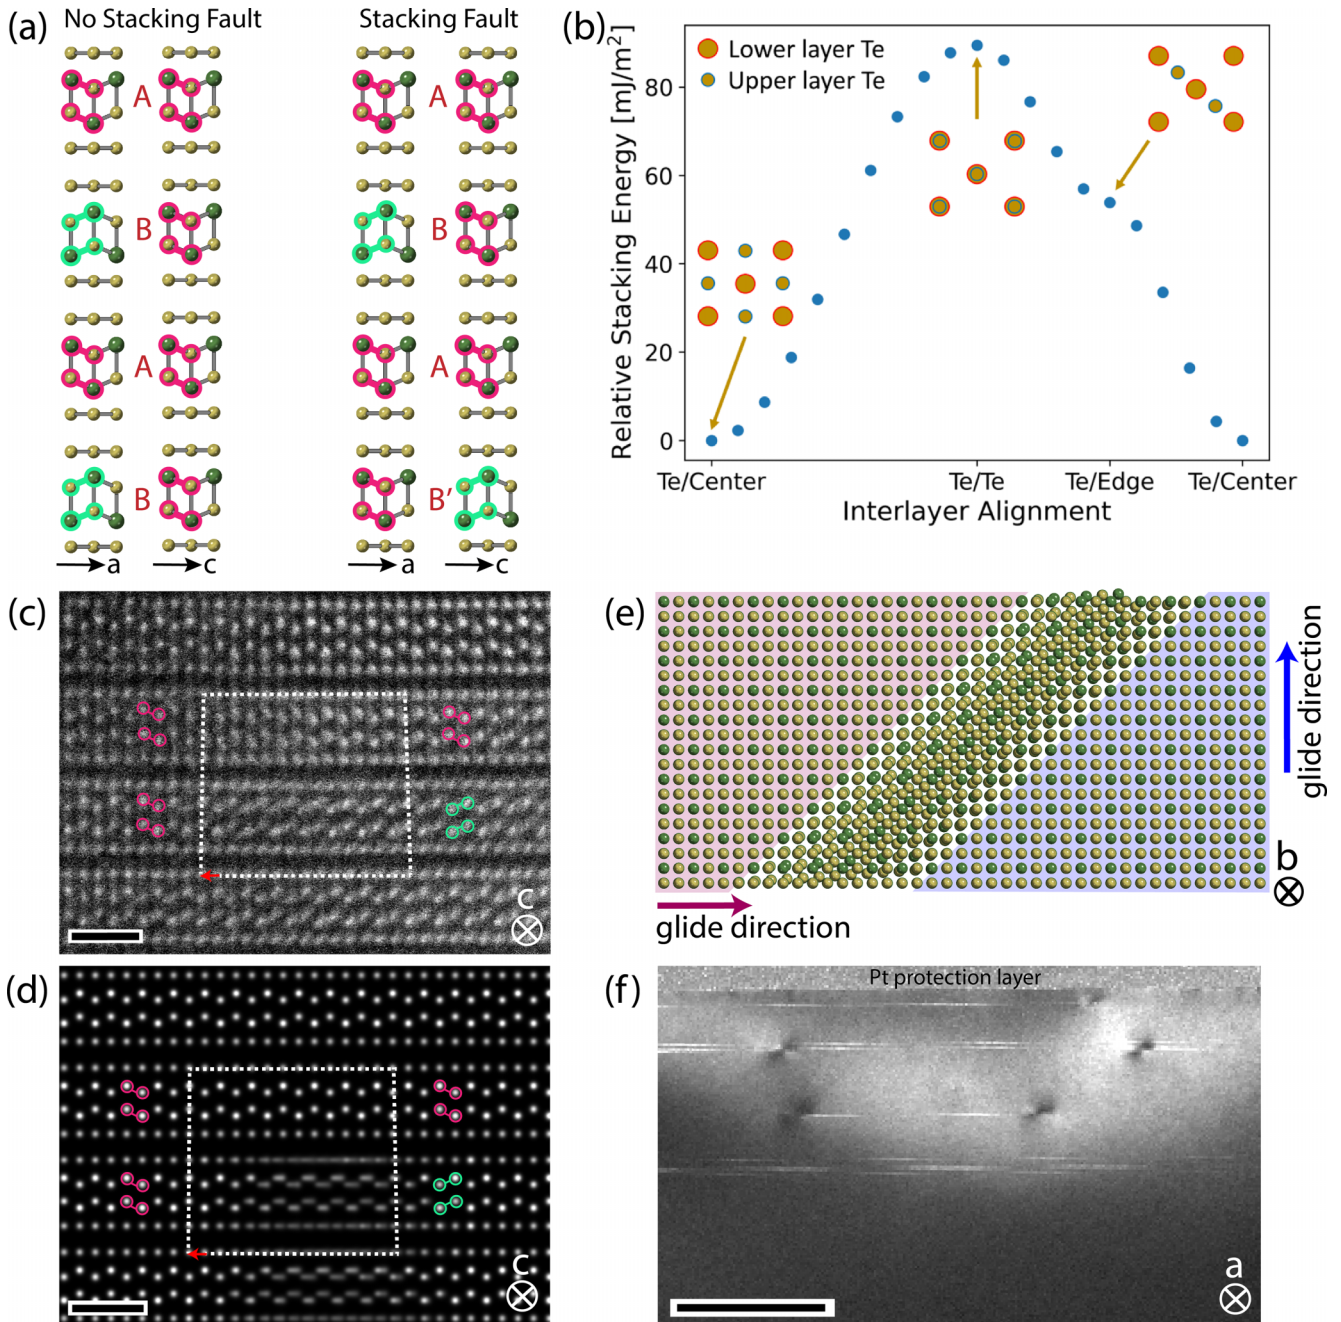 (a)
No Stacking Fault
Stacking Fault
A
A
B
B
A
A
B
B′
a
c
a
c
(b)
Lower layer Te
Upper layer Te
Relative Stacking Energy [mJ/m²]
80
60
40
20
0
Te/Center
Te/Te
Te/Edge
Te/Center
Interlayer Alignment
(c)
c
(d)
c
(e)
glide direction
glide direction
b
(f)
Pt protection layer
a